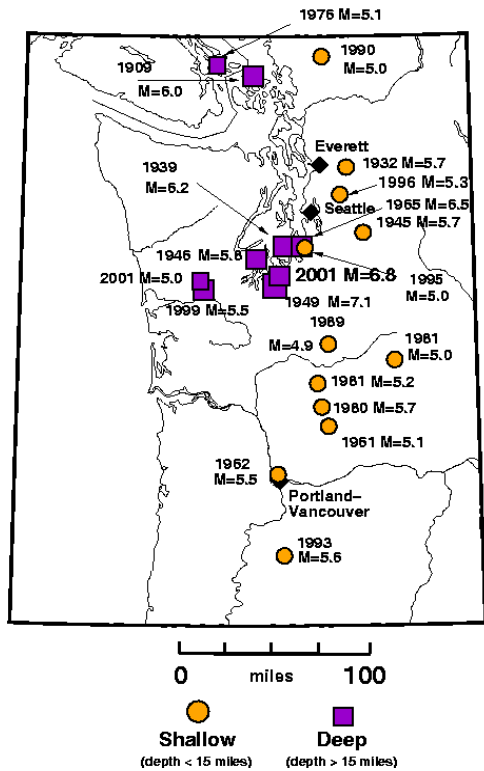 1976 M=5.1
1990
M=5.0
1909
M=6.0
Everett
1932 M=5.7
1939
M=6.2
1996 M=5.3
1965 M=6.5
Seattle
1945 M=5.7
1946 M=5.8
2001 M=5.0
2001 M=6.8
1995
M=5.0
1999 M=5.5
1949 M=7.1
1989
M=4.9
1981
M=5.0
1981 M=5.2
1980 M=5.7
1961 M=5.1
1962
M=5.5
Portland–
Vancouver
1993
M=5.6
0 miles 100
Shallow
(depth < 15 miles)
Deep
(depth > 15 miles)